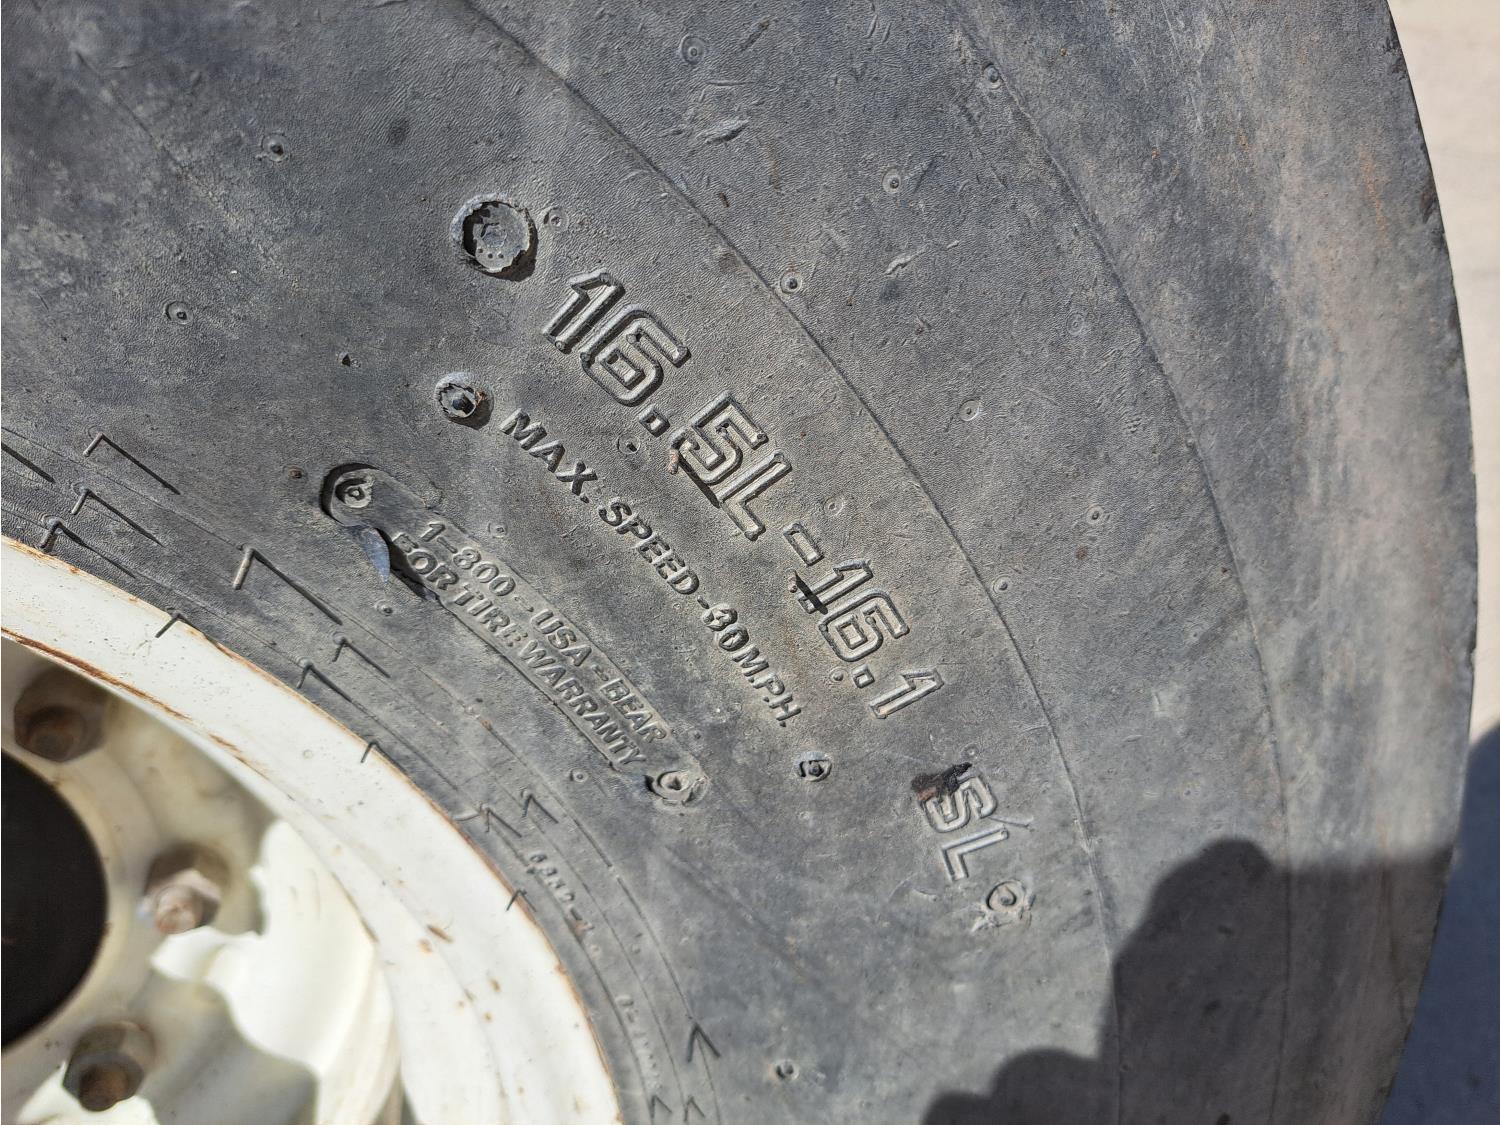 16.5L-16.1
SL
MAX. SPEED-30M.P.H.
1-800-USA-BEAR
FOR TIRE WARRANTY